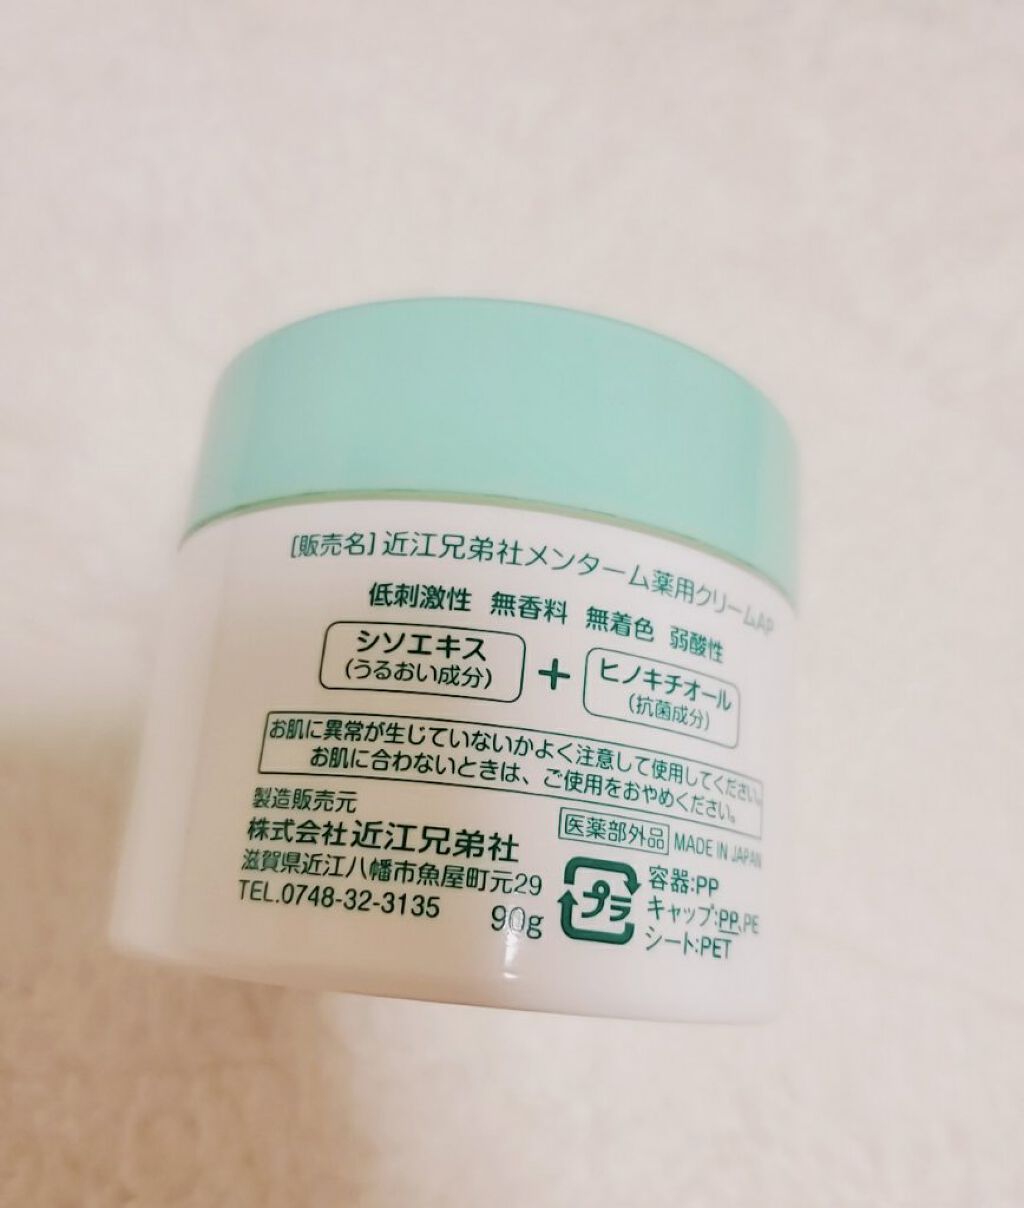 [販売名] 近江兄弟社メンターム薬用クリームAP
低刺激性 無香料 無着色 弱酸性
シソエキス
(うるおい成分)
+
ヒノキチオール
(抗菌成分)
お肌に異常が生じていないかよく注意して使用してください。
お肌に合わないときは、ご使用をおやめください。
製造販売元
株式会社近江兄弟社
滋賀県近江八幡市魚屋町元29
TEL.0748-32-3135
90g
医薬部外品 MADE IN JAPAN
プラ
容器:PP
キャップ:PP、PE
シート:PET